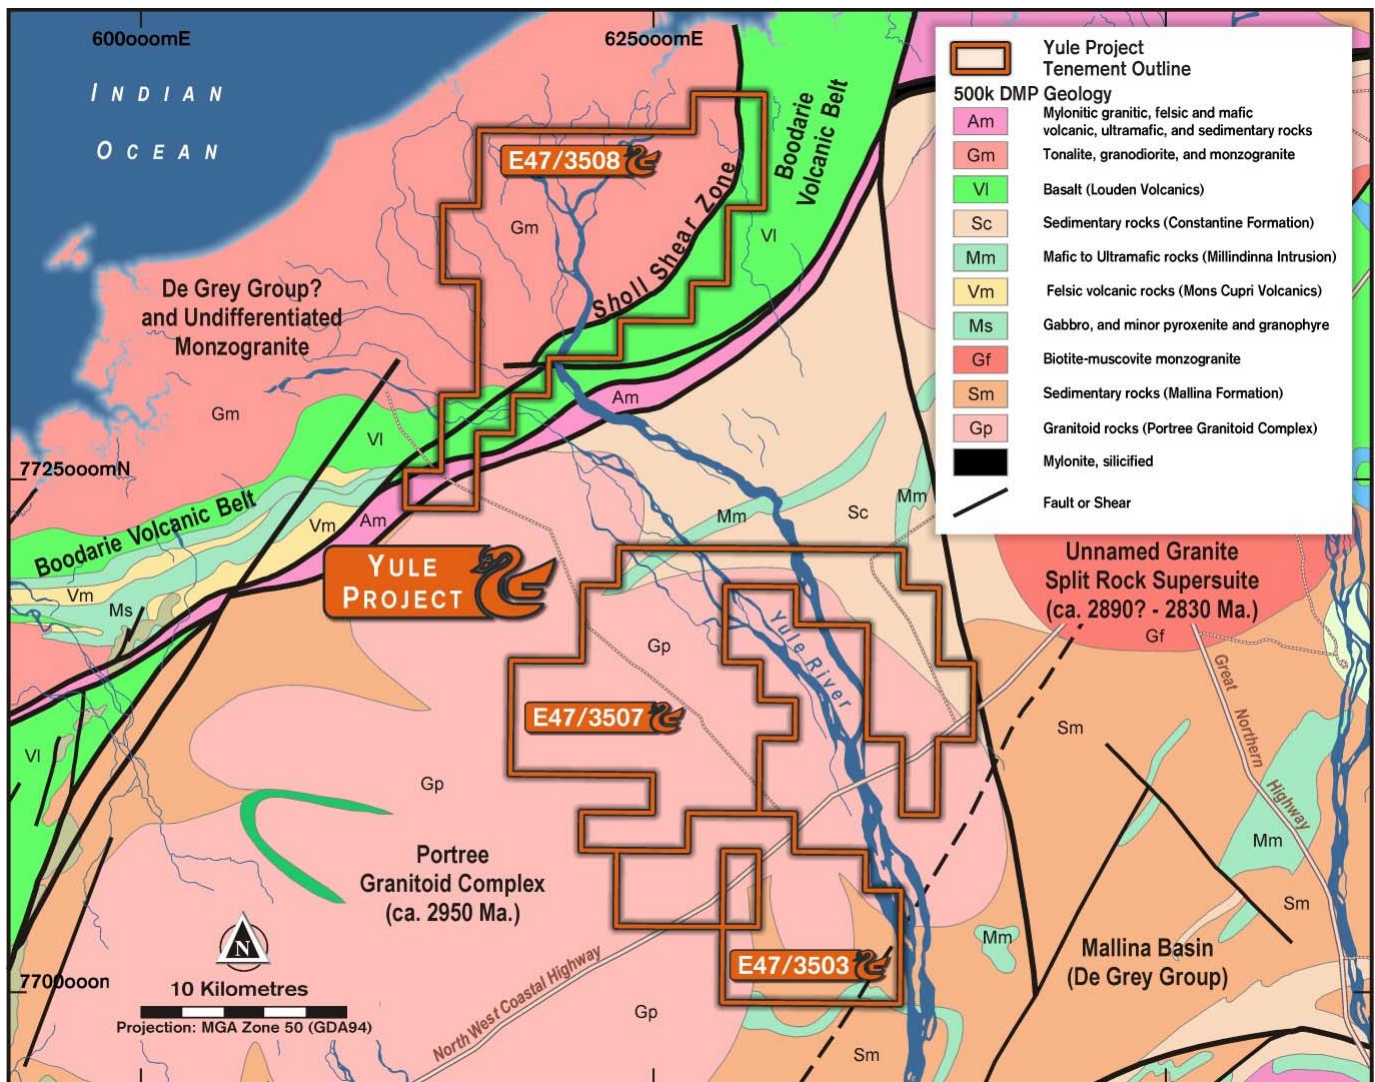 600000mE
625000mE
INDIAN
OCEAN
Yule Project
Tenement Outline
500k DMP Geology
Am
Mylonitic granitic, felsic and mafic
volcanic, ultramafic, and sedimentary rocks
Gm
Tonalite, granodiorite, and monzogranite
Vl
Basalt (Louden Volcanics)
Sc
Sedimentary rocks (Constantine Formation)
Mm
Mafic to Ultramafic rocks (Millindinna Intrusion)
Vm
Felsic volcanic rocks (Mons Cupri Volcanics)
Ms
Gabbro, and minor pyroxenite and granophyre
Gf
Biotite-muscovite monzogranite
Sm
Sedimentary rocks (Mallina Formation)
Gp
Granitoid rocks (Portree Granitoid Complex)
Mylonite, silicified
Fault or Shear
Boodarie
Volcanic Belt
E47/3508
Gm
Sholl Shear Zone
Vl
De Grey Group?
and Undifferentiated
Monzogranite
Gm
Vl
Am
7725000mN
Boodarie Volcanic Belt
Vm
Am
Mm
Sc
Mm
YULE
PROJECT
Vm
Ms
Unnamed Granite
Split Rock Supersuite
(ca. 2890? - 2830 Ma.)
Gf
Gp
Yule River
E47/3507
Great Northern Highway
Sm
Vl
Gp
Mm
Portree
Granitoid Complex
(ca. 2950 Ma.)
Sm
Mm
Mallina Basin
(De Grey Group)
N
E47/3503
7700000n
10 Kilometres
Projection: MGA Zone 50 (GDA94)
North West Coastal Highway
Gp
Sm